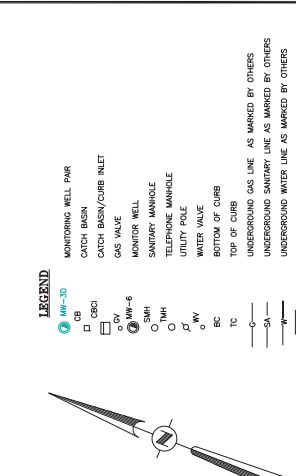 LEGEND
MW-3D MONITORING WELL PAIR
CB CATCH BASIN
CBCI CATCH BASIN/CURB INLET
GV GAS VALVE
MW-6 MONITOR WELL
SMH SANITARY MANHOLE
TMH TELEPHONE MANHOLE
UTILITY POLE
WV WATER VALVE
BC BOTTOM OF CURB
TC TOP OF CURB
G UNDERGROUND GAS LINE AS MARKED BY OTHERS
SA UNDERGROUND SANITARY LINE AS MARKED BY OTHERS
W UNDERGROUND WATER LINE AS MARKED BY OTHERS
N